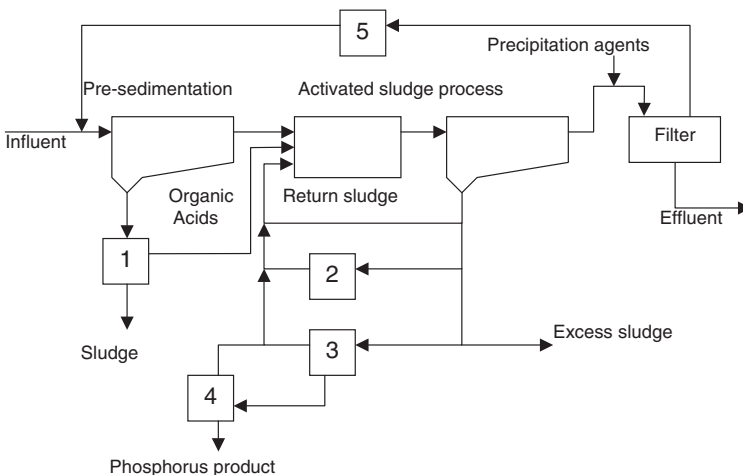 5
Precipitation agents
Pre-sedimentation
Activated sludge process
Influent
Filter
Organic
Acids
Return sludge
Effluent
1
2
Sludge
3
Excess sludge
4
Phosphorus product